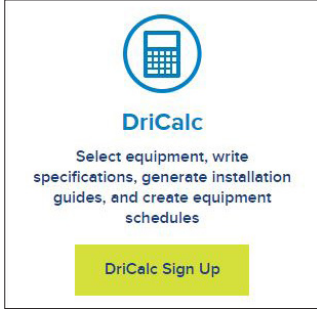 DriCalc
Select equipment, write
specifications, generate installation
guides, and create equipment
schedules
DriCalc Sign Up